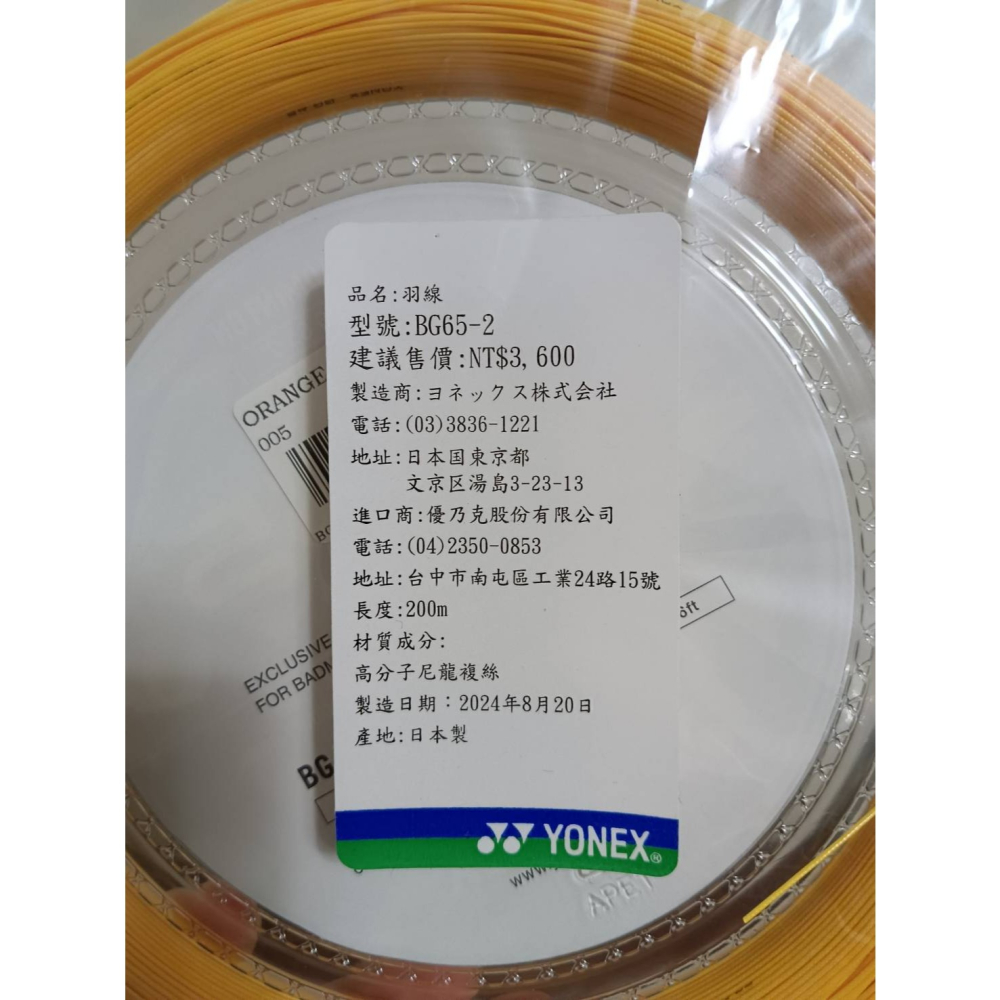 品名:羽線
型號:BG65-2
建議售價:NT$3,600
製造商:ヨネックス株式会社
電話:(03)3836-1221
地址:日本国東京都
文京区湯島3-23-13
進口商:優乃克股份有限公司
電話:(04)2350-0853
地址:台中市南屯區工業24路15號
長度:200m
材質成分:
高分子尼龍複絲
製造日期：2024年8月20日
產地:日本製
YONEX®
ORANGE
005
EXCLUSIVE
FOR BADM
BG
6ft
www.
APET